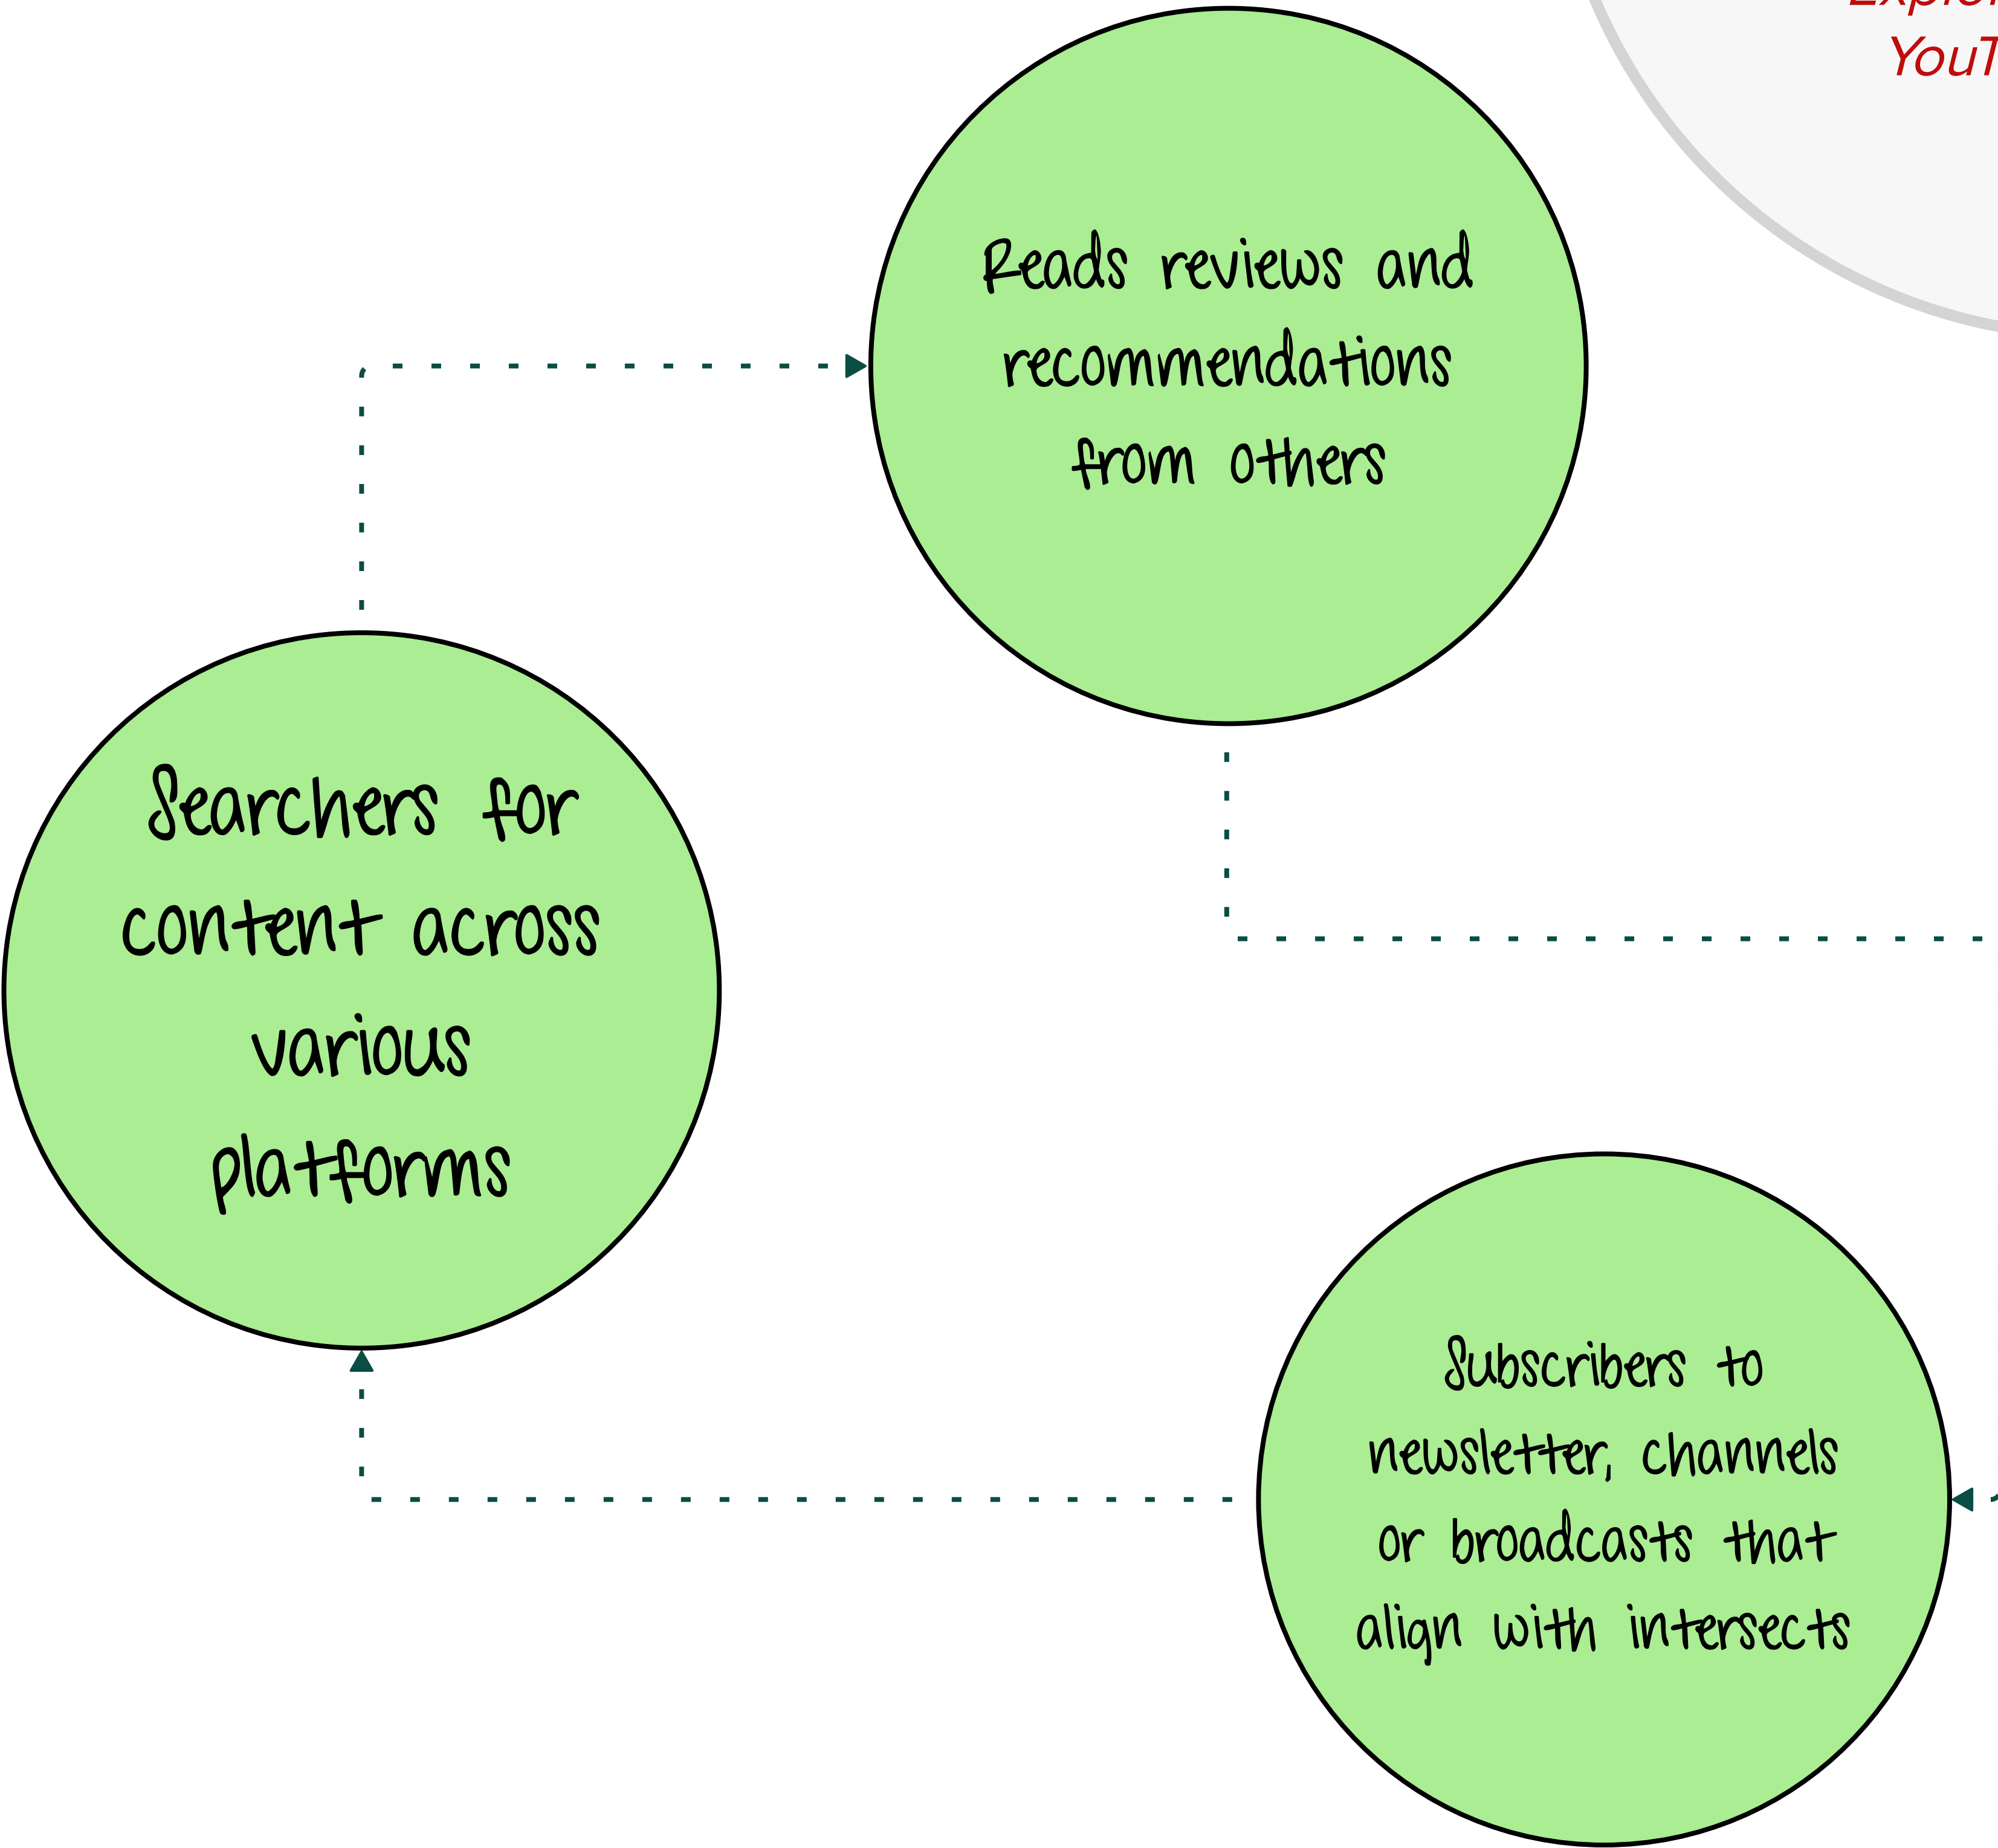 YouT
Reads reviews and
recommendations
from others
Searchers for
content across
various
platforms
Subscribers to
newsletter, channels
or broadcasts that
align with intersects